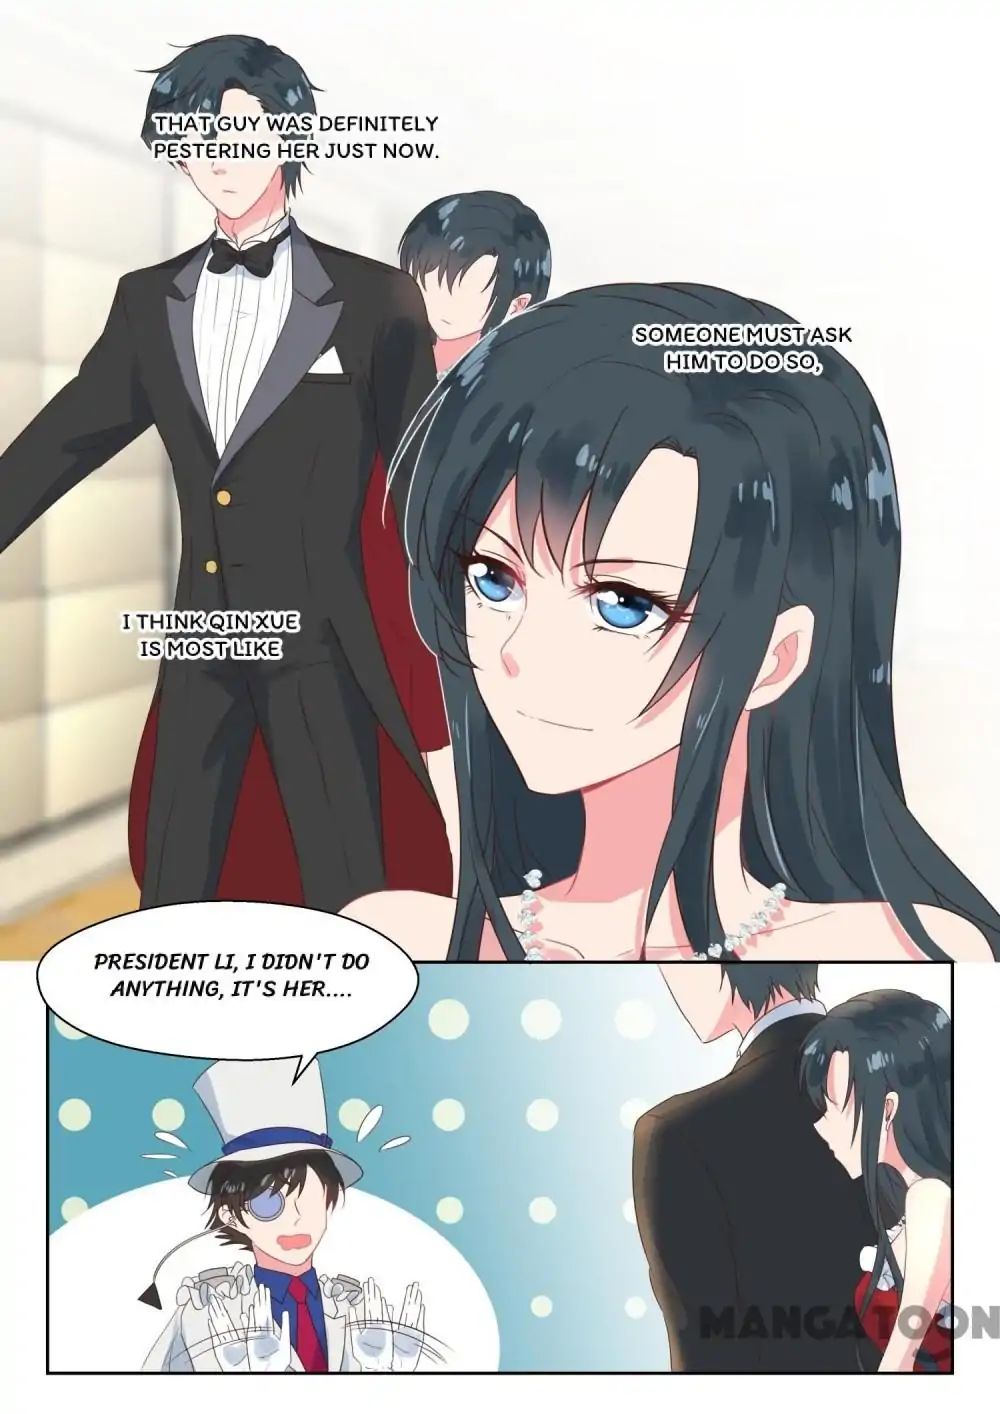 THAT GUY WAS DEFINITELY
PESTERING HER JUST NOW.
SOMEONE MUST ASK
HIM TO DO SO,
I THINK QIN XUE
IS MOST LIKE
PRESIDENT LI, I DIDN'T DO
ANYTHING, IT'S HER....
MANGATOON